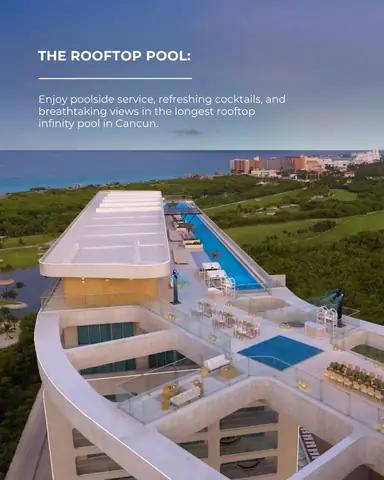 THE ROOFTOP POOL:
Enjoy poolside service, refreshing cocktails, and
breathtaking views in the longest rooftop
infinity pool in Cancun.